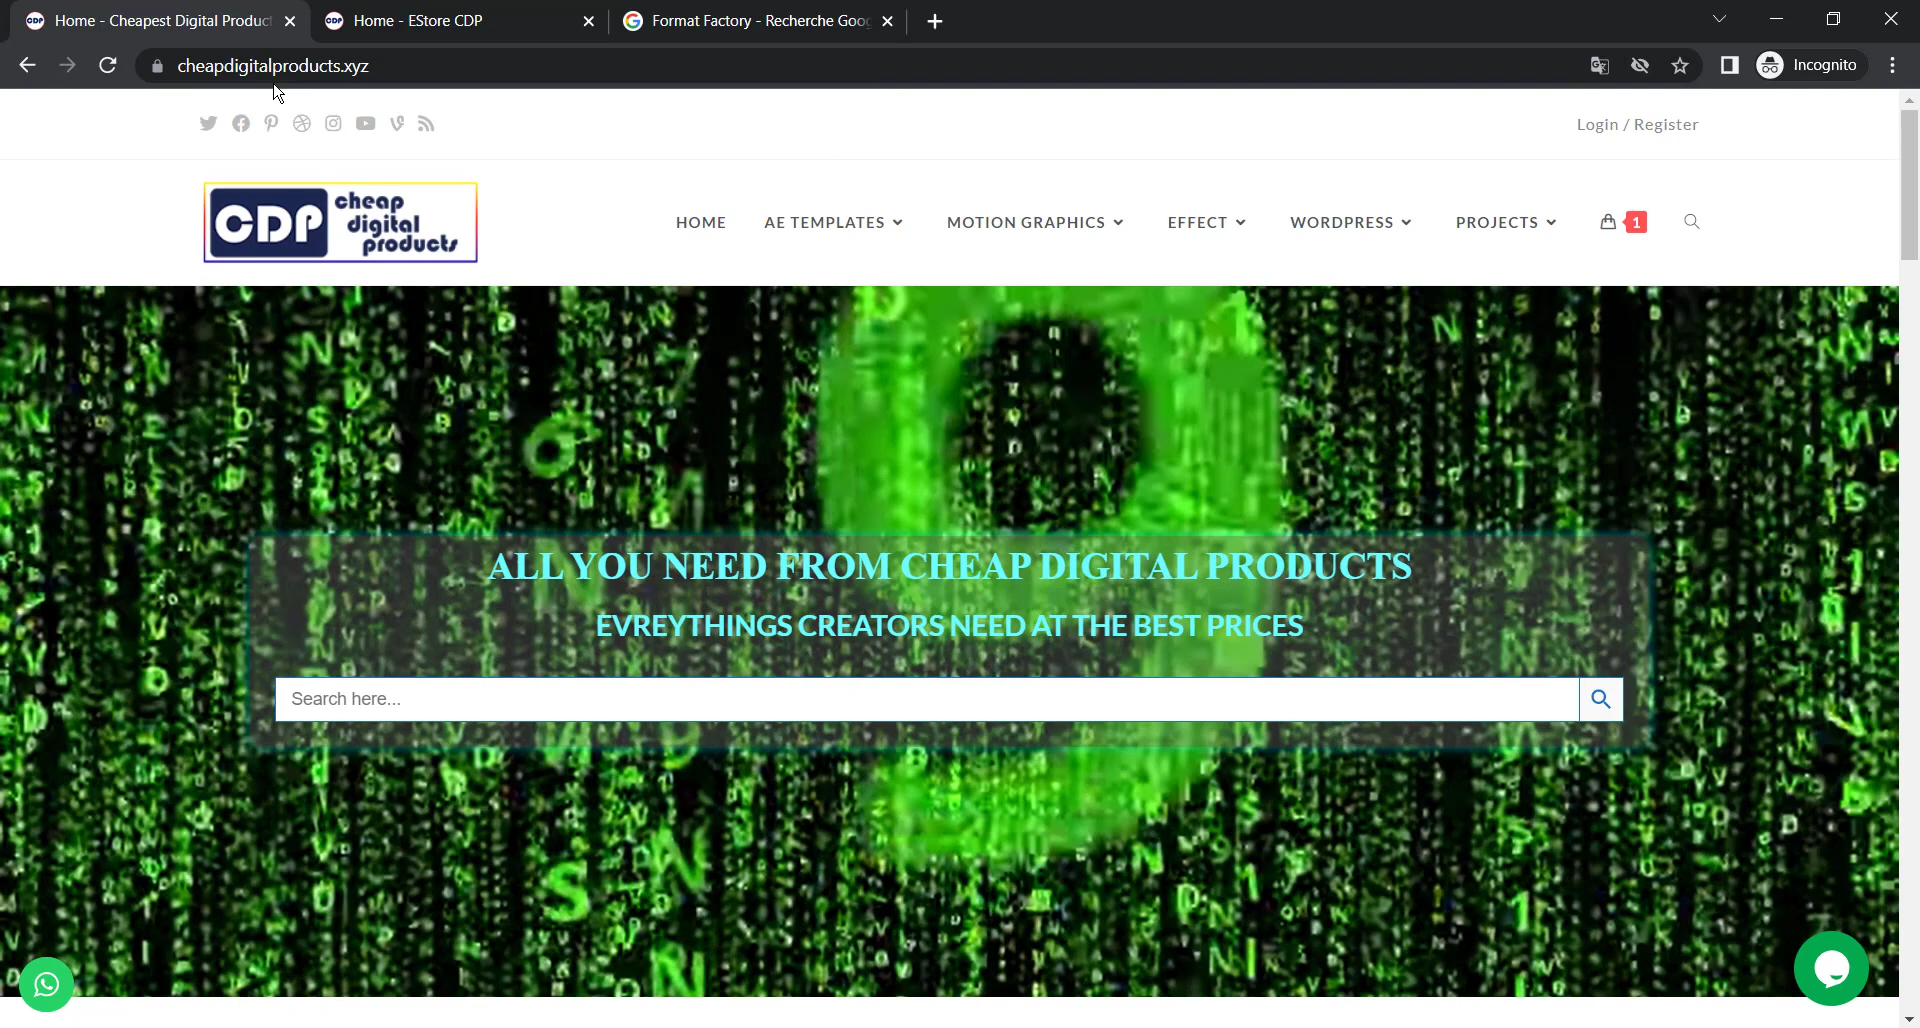 Home - Cheapest Digital Produc
Home - EStore CDP
Format Factory - Recherche Goo
cheapdigitalproducts.xyz
Incognito
Login / Register
CDP cheap digital products
HOME
AE TEMPLATES
MOTION GRAPHICS
EFFECT
WORDPRESS
PROJECTS
1
ALL YOU NEED FROM CHEAP DIGITAL PRODUCTS
EVREYTHINGS CREATORS NEED AT THE BEST PRICES
Search here...